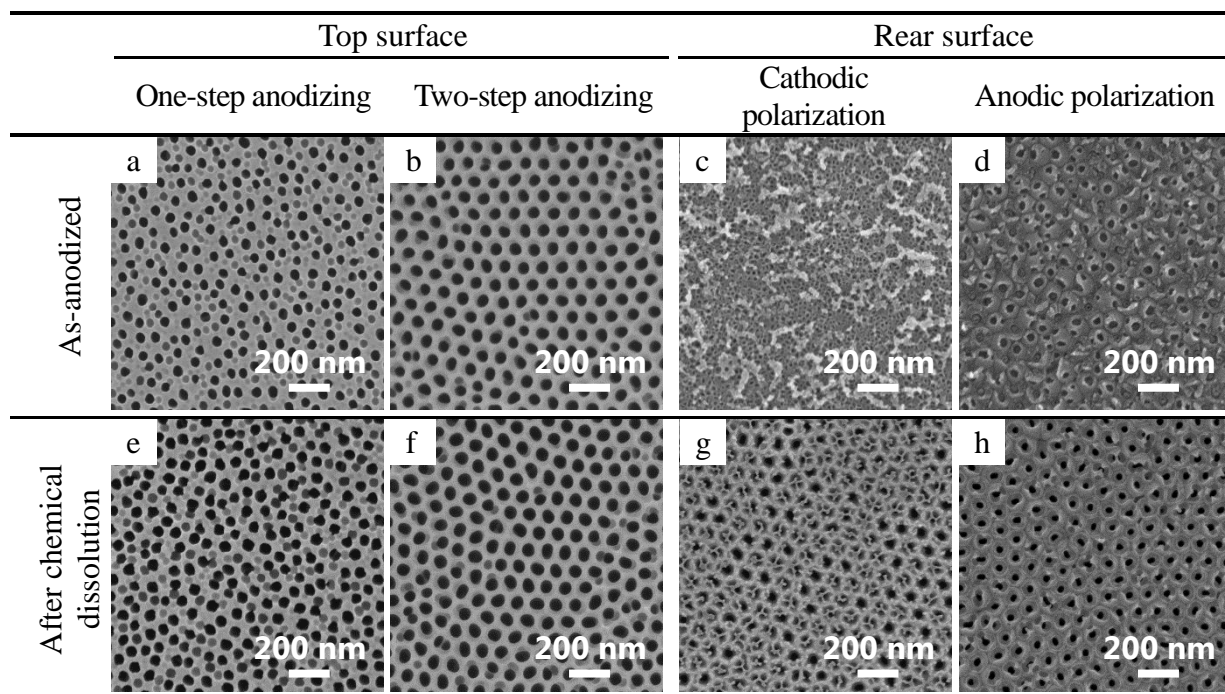 Top surface
Rear surface
One-step anodizing
Two-step anodizing
Cathodic
polarization
Anodic polarization
As-anodized
a
200 nm
b
200 nm
c
200 nm
d
200 nm
After chemical
dissolution
e
200 nm
f
200 nm
g
200 nm
h
200 nm